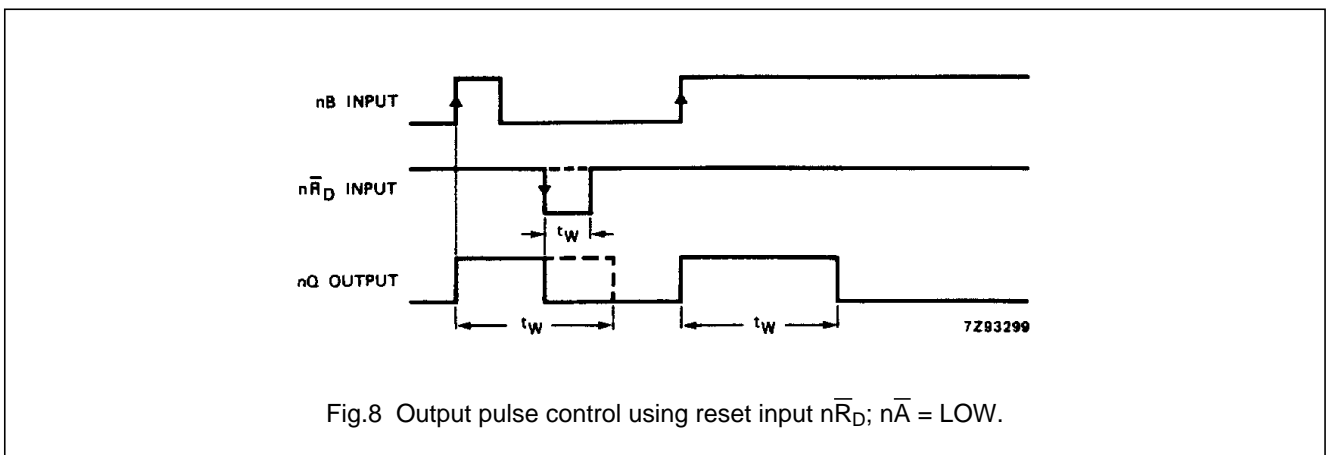 nB INPUT
nR̅D INPUT
tW
nQ OUTPUT
tW
tW
7Z93299
Fig.8 Output pulse control using reset input nR̅D; nA̅ = LOW.